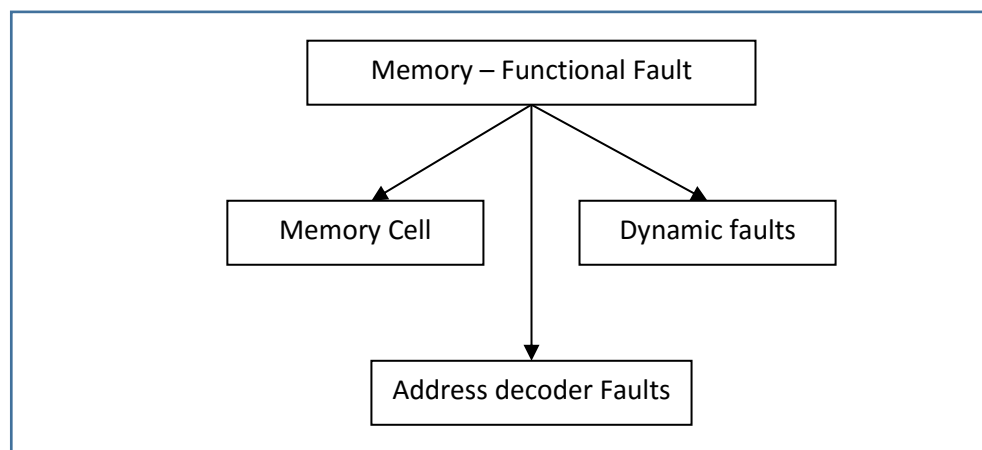 Memory – Functional Fault
Memory Cell
Dynamic faults
Address decoder Faults